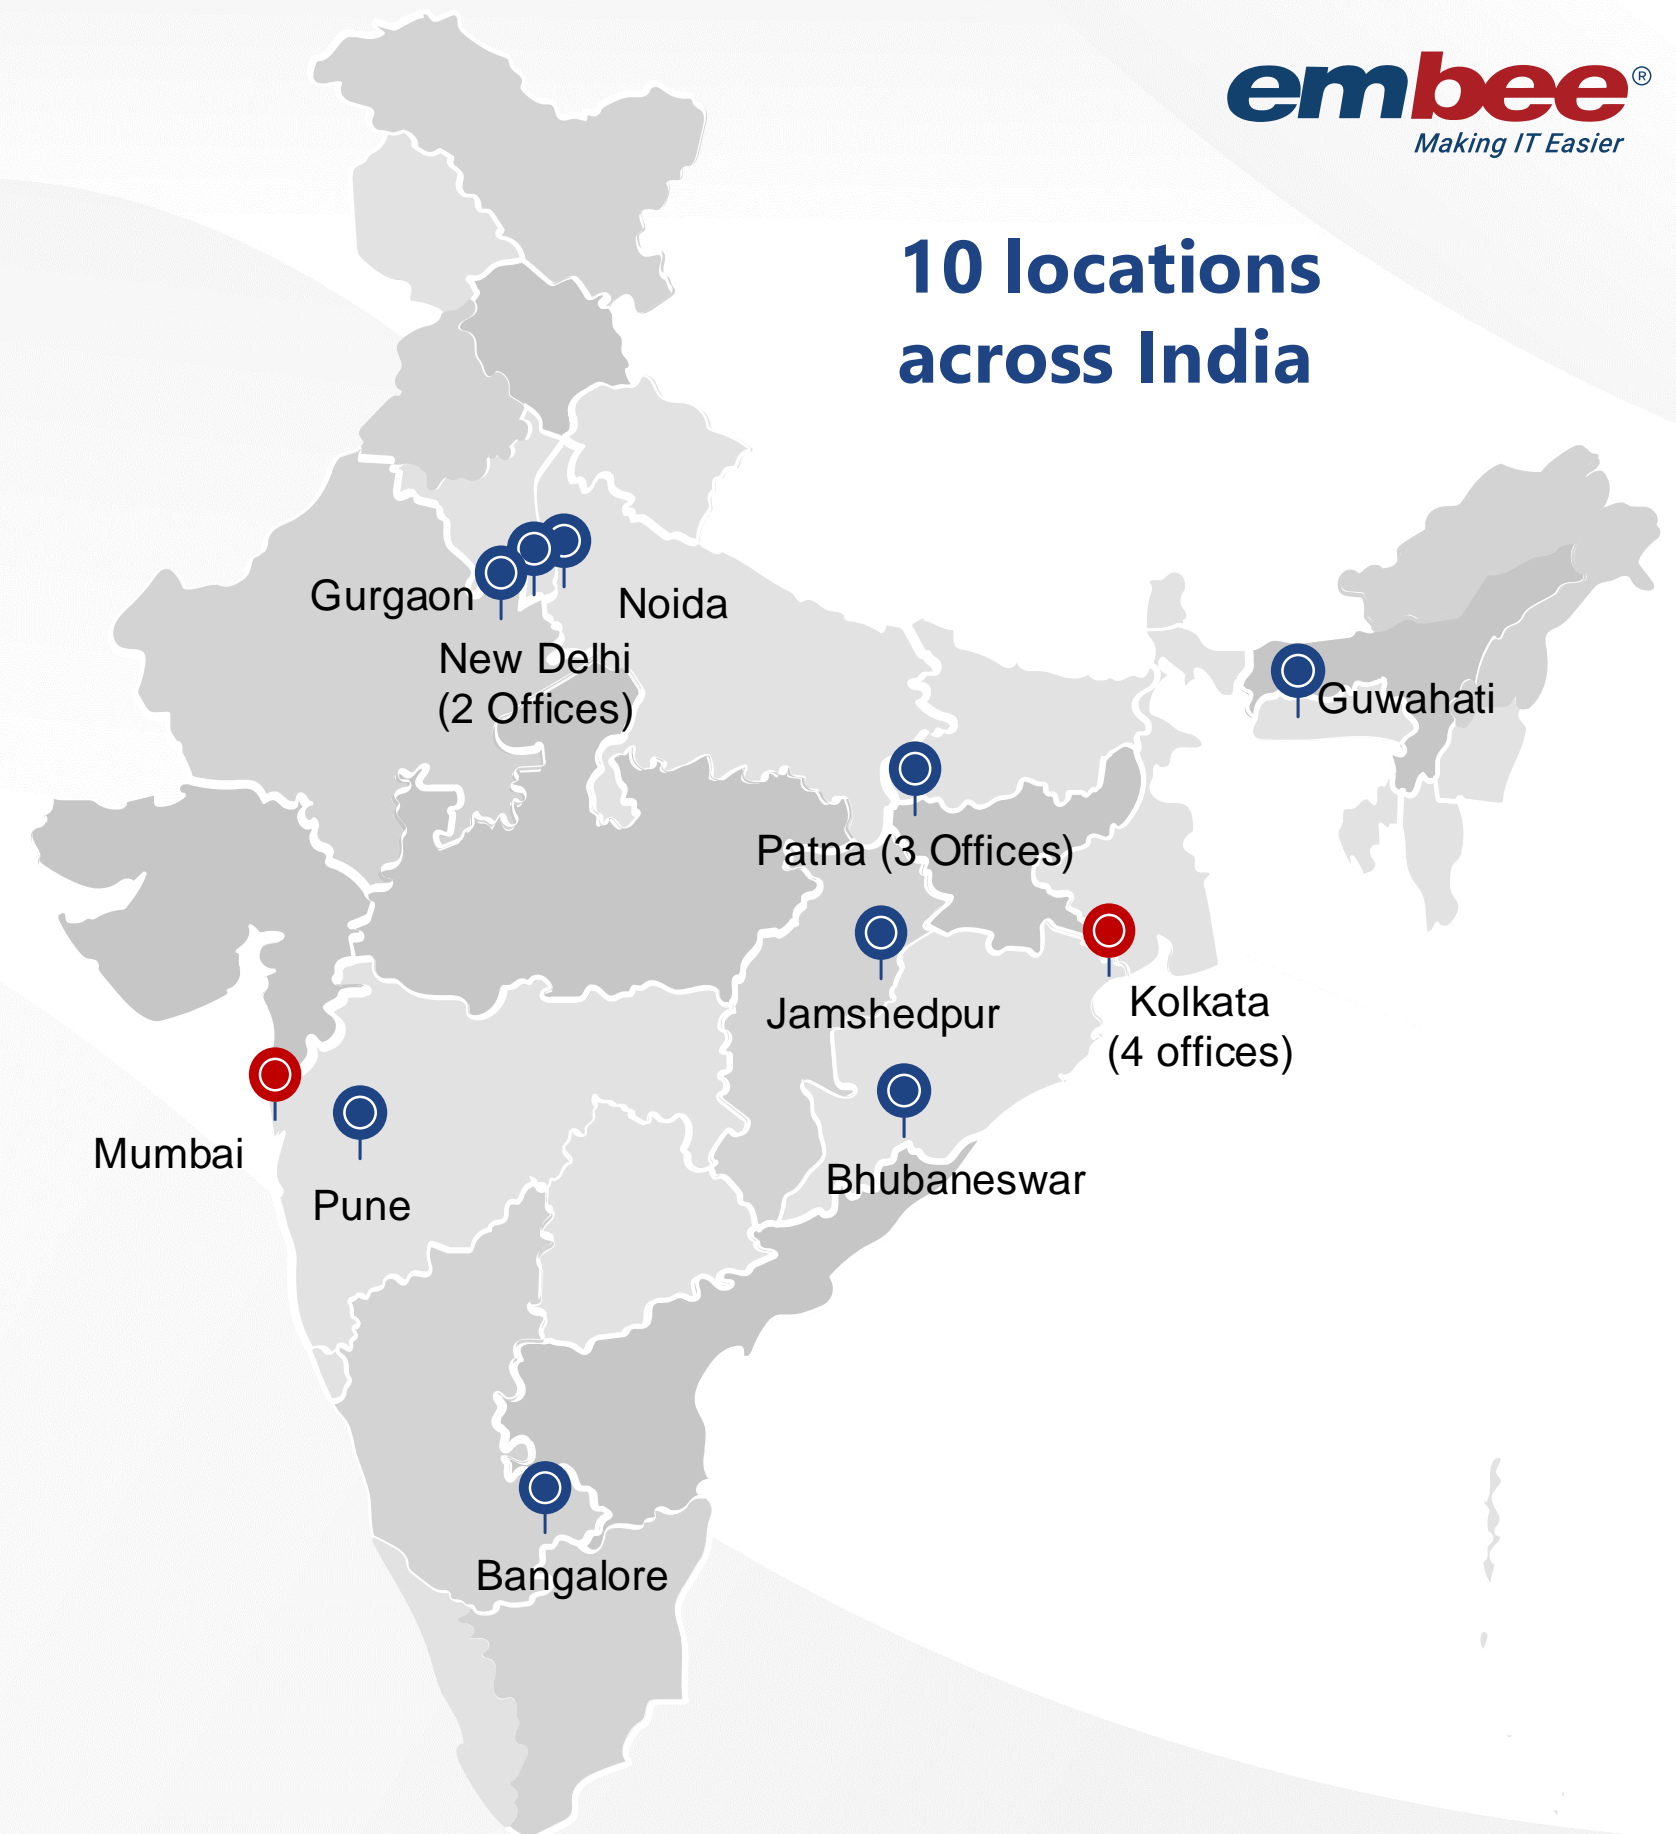 embee®
Making IT Easier
10 locations
across India
Gurgaon
Noida
New Delhi
(2 Offices)
Guwahati
Patna (3 Offices)
Jamshedpur
Kolkata
(4 offices)
Mumbai
Pune
Bhubaneswar
Bangalore